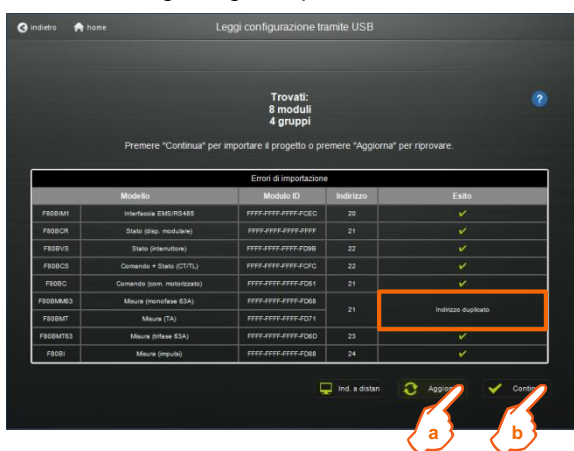 indietro home Leggi configurazione tramite USB
Trovati:
8 moduli
4 gruppi
?
Premere "Continua" per importare il progetto o premere "Aggiorna" per riprovare.
Errori di importazione
Modello Modulo ID Indirizzo Esito
F80BIM1 Interfaccia EMS/RS485 FFFF-FFFF-FFFF-FCEC 20
F80BCR Stato (disp. modulare) FFFF-FFFF-FFFF-FFFF 21
F80BVS Stato (interruttore) FFFF-FFFF-FFFF-FD9B 22
F80BCS Comando + Stato (CT/TL) FFFF-FFFF-FFFF-FCFC 22
F80BC Comando (com. motorizzato) FFFF-FFFF-FFFF-FD51 21
F80BMM63 Misura (monofase 63A) FFFF-FFFF-FFFF-FD68
21 Indirizzo duplicato
F80BMT Misura (TA) FFFF-FFFF-FFFF-FD71
F80BMT63 Misura (trifase 63A) FFFF-FFFF-FFFF-FD6D 23
F80BI Misura (impulsi) FFFF-FFFF-FFFF-FD88 24
Ind. a distan Aggior Contin
a b